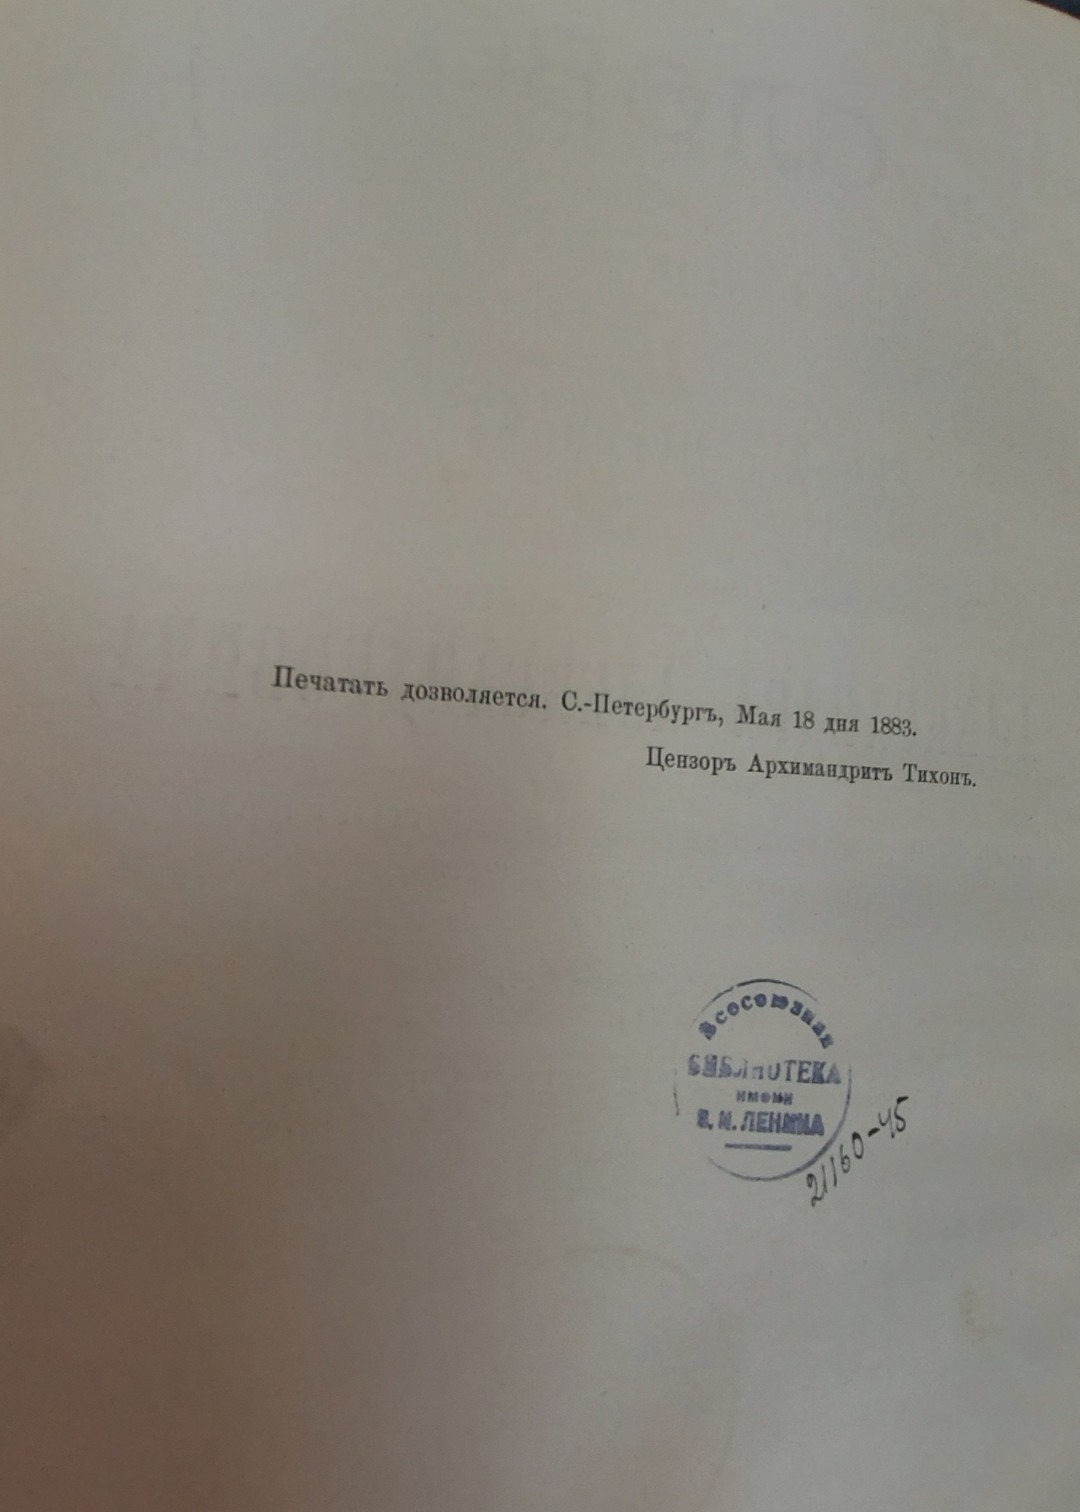 Печатать дозволяется. С.-Петербургъ, Мая 18 дня 1883.
Цензоръ Архимандритъ Тихонъ.
Всесоюзная
БИБЛИОТЕКА
имени
В. И. ЛЕНИНА
21160-45